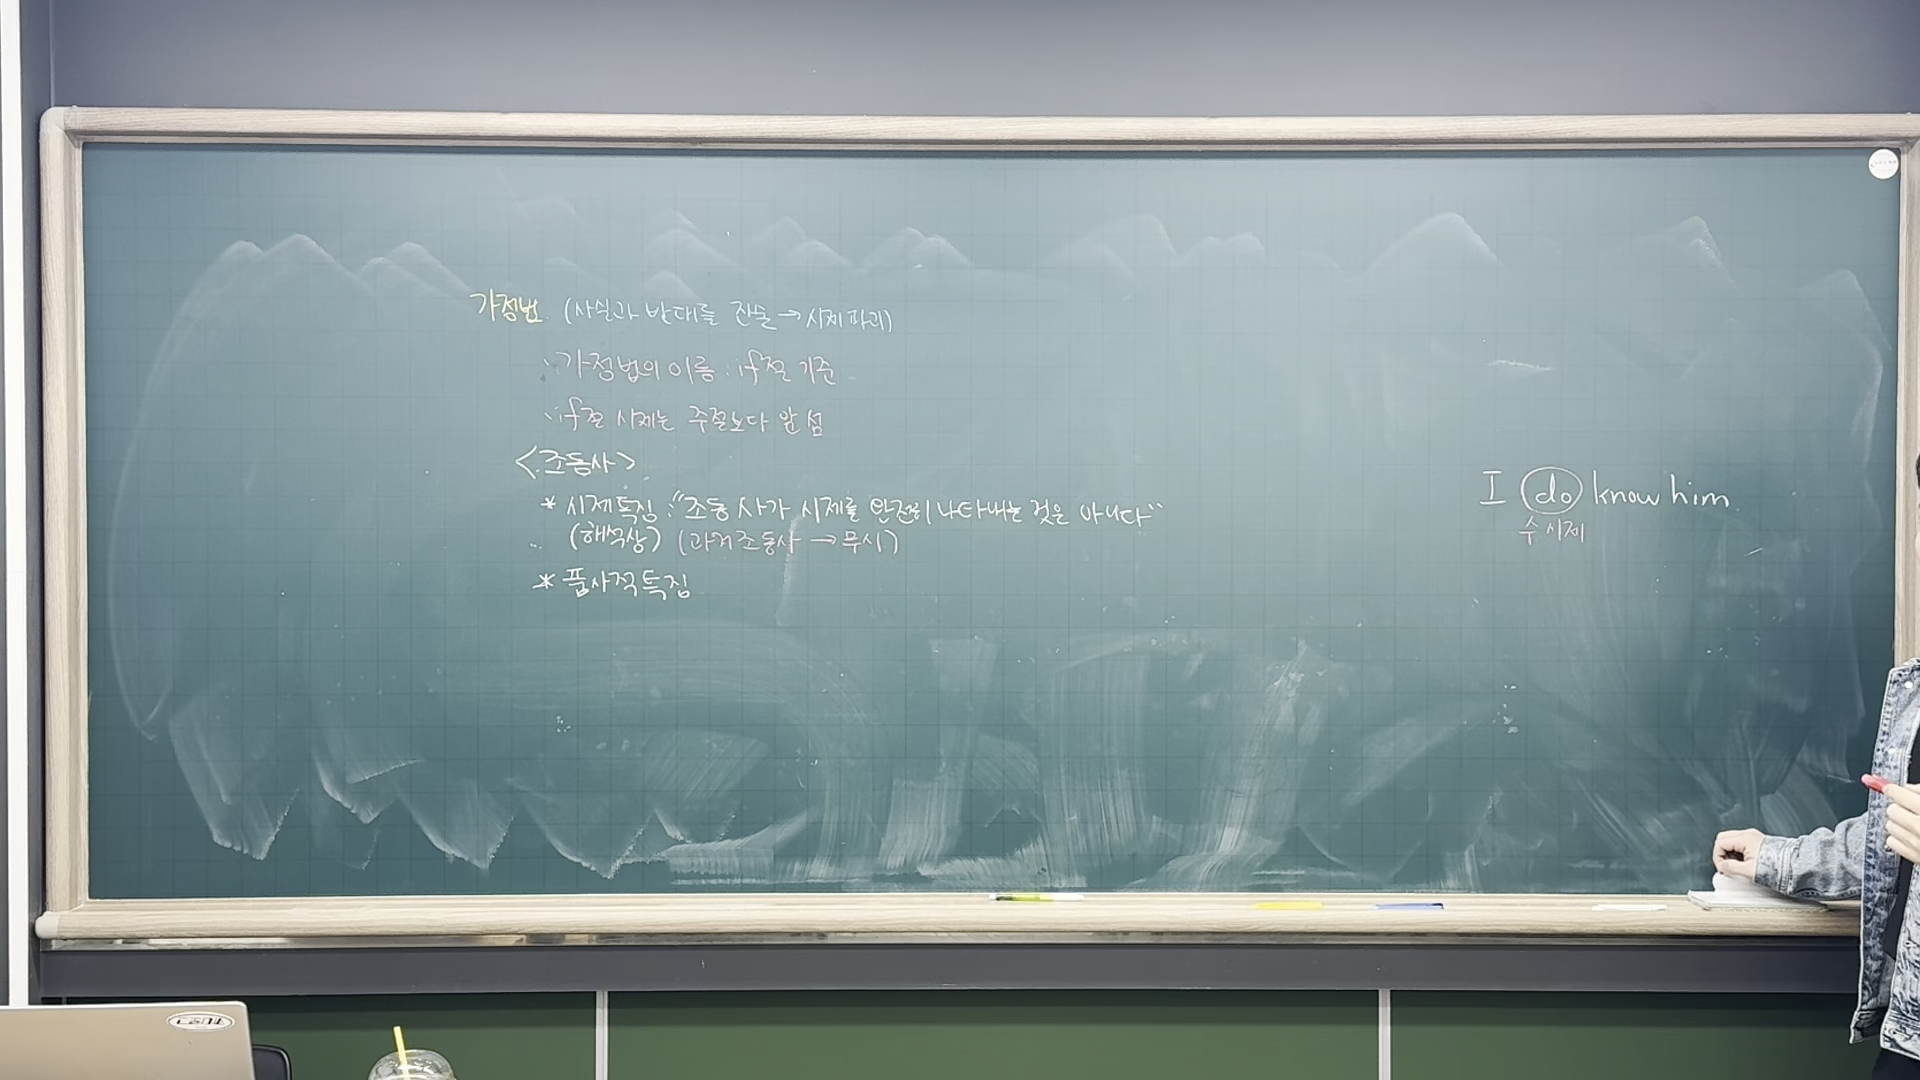 가정법 (사실과 반대를 진술 → 시제파괴)
가정법의 이름 : if절 기준
if절 시제는 주절보다 앞섬
<조동사>
* 시제특징 : "조동사가 시제를 완전히 나타내는 것은 아니다"
(해석상) (과거조동사 → 무시)
* 품사적특징
I do know him
수 시제